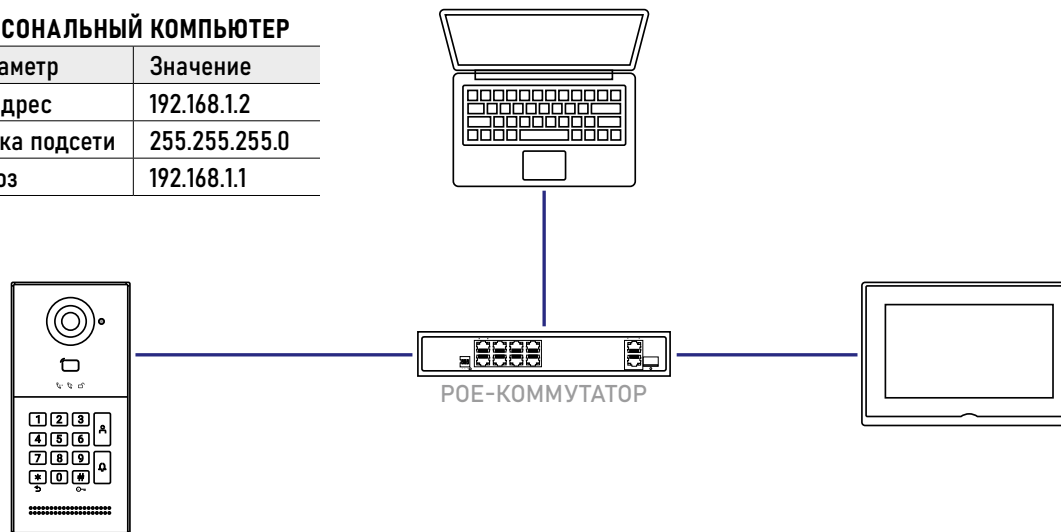 СОНАЛЬНЫЙ КОМПЬЮТЕР
аметр Значение
дрес 192.168.1.2
ка подсети 255.255.255.0
оз 192.168.1.1
POE-КОММУТАТОР
1 2 3
4 5 6
7 8 9
* 0 #